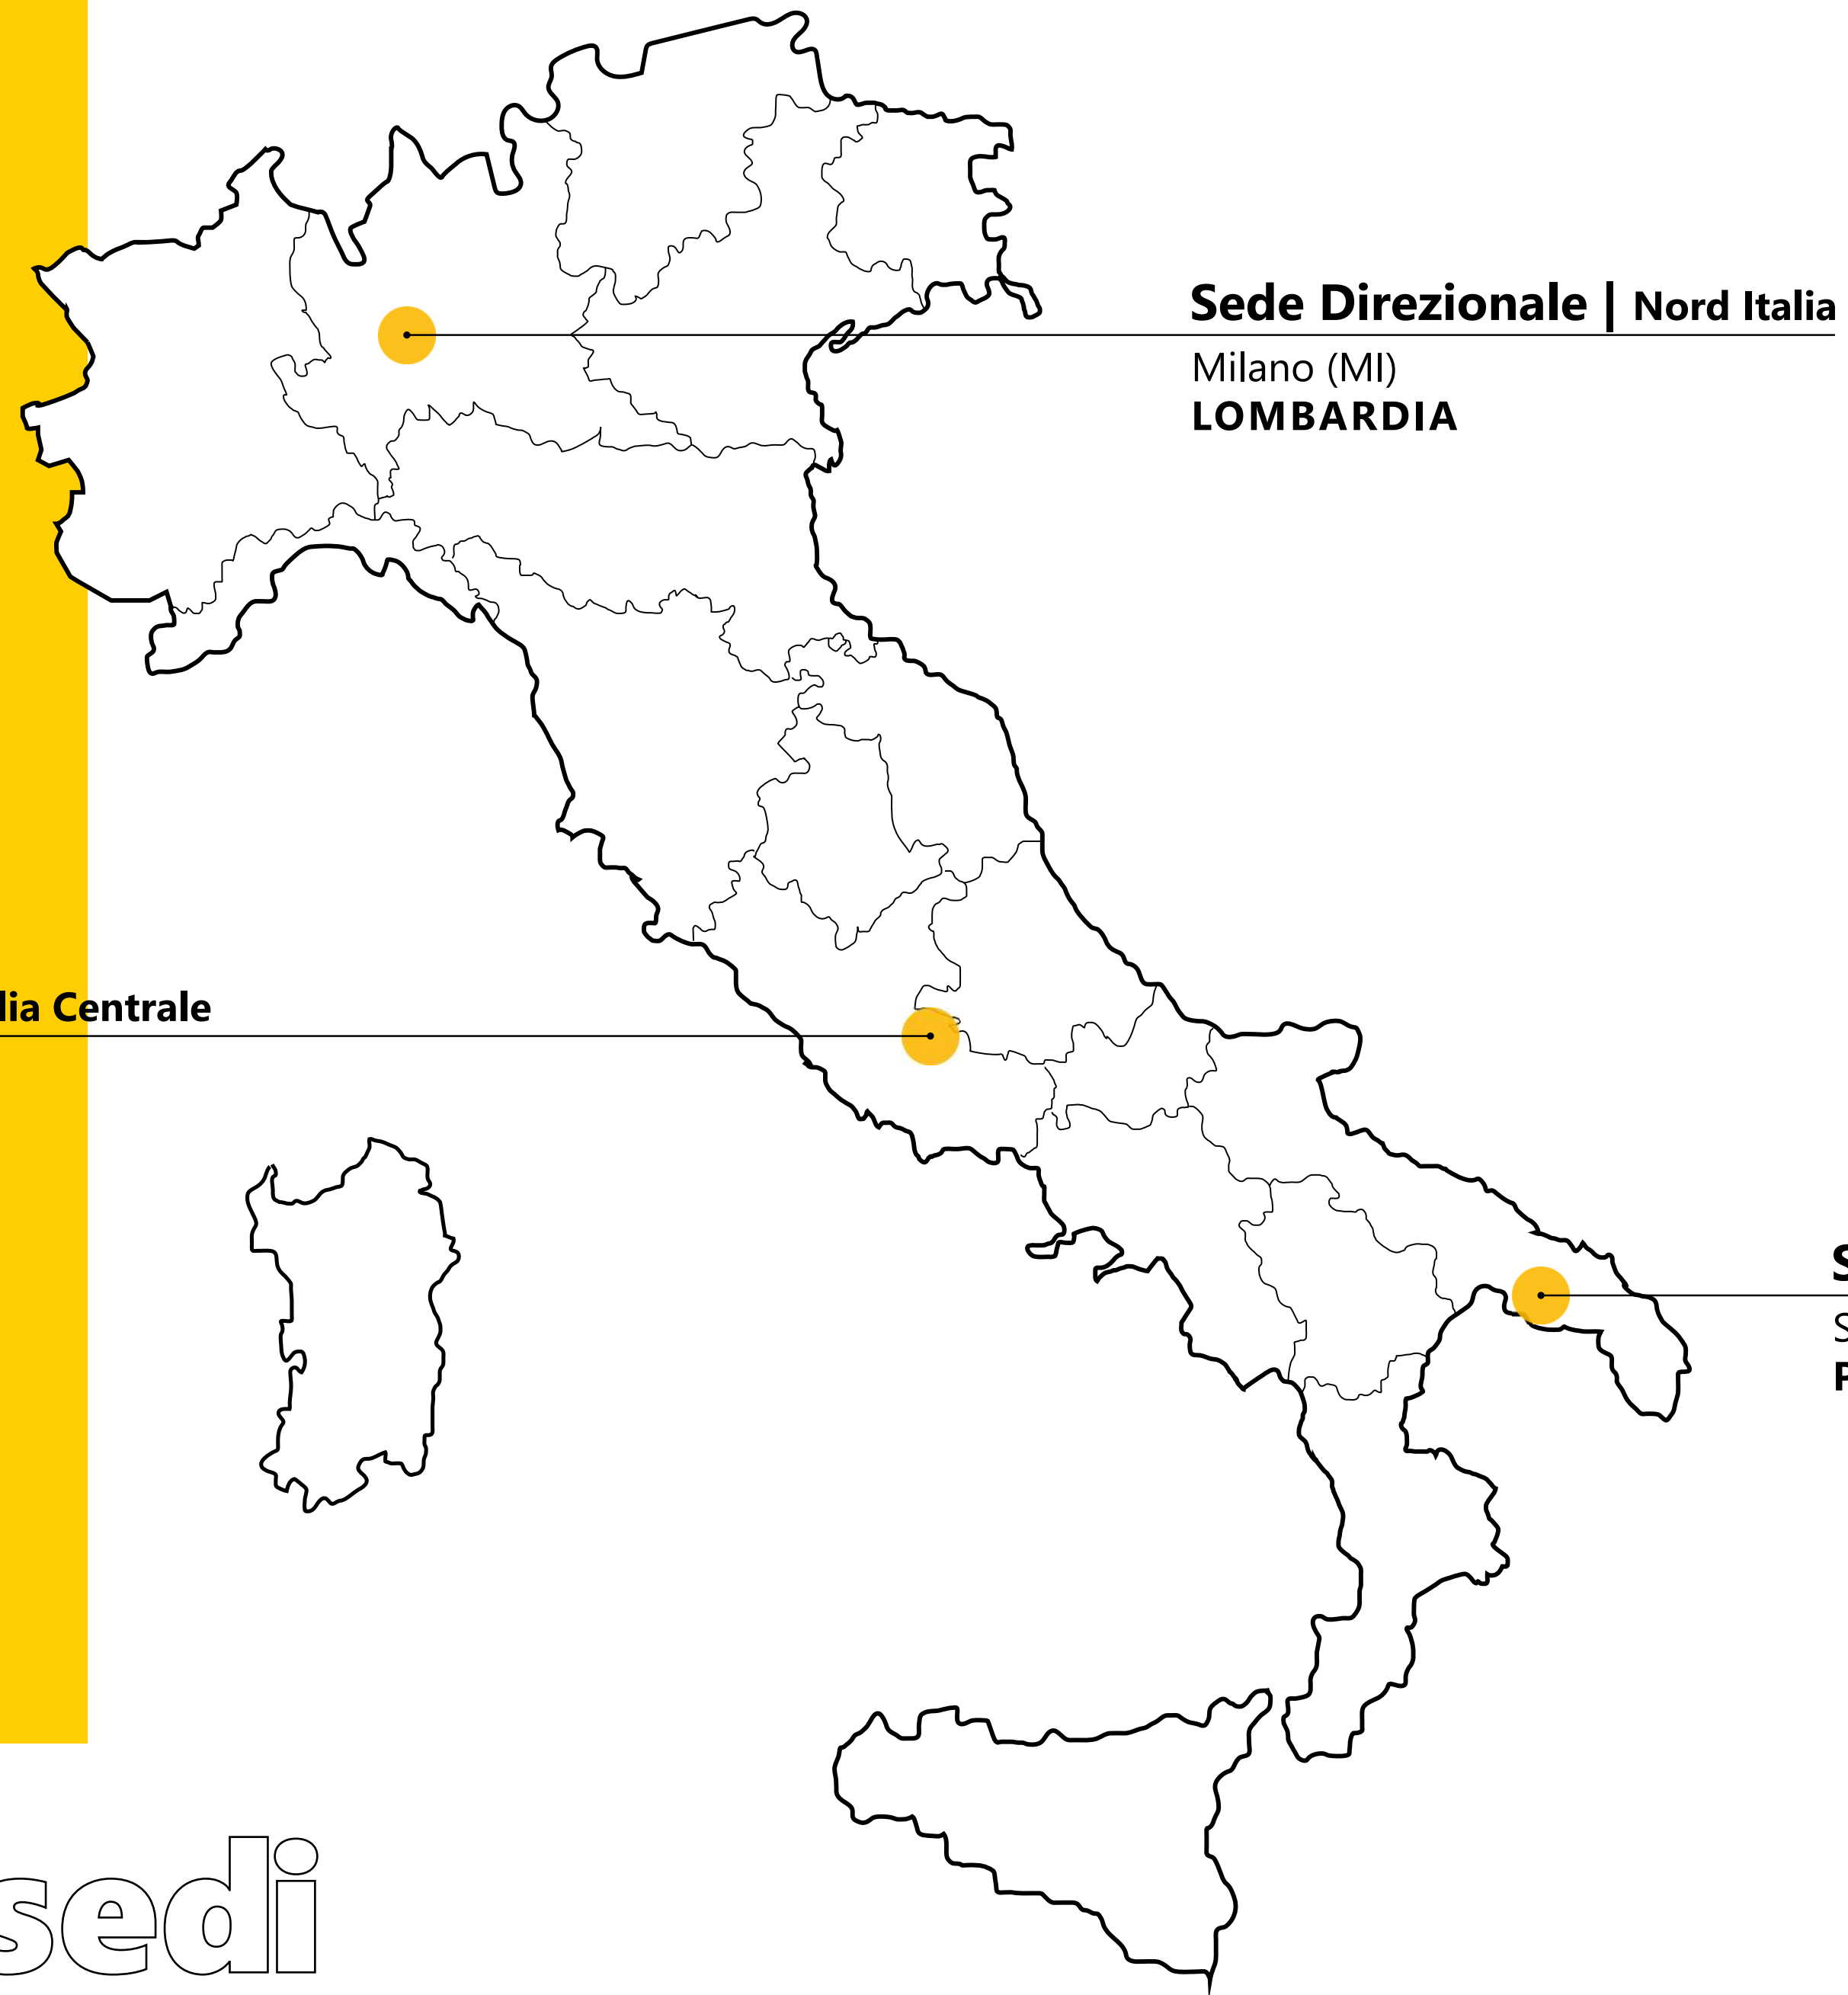 Sede Direzionale | Nord Italia
Milano (MI)
LOMBARDIA
lia Centrale
S
S
P
sedi